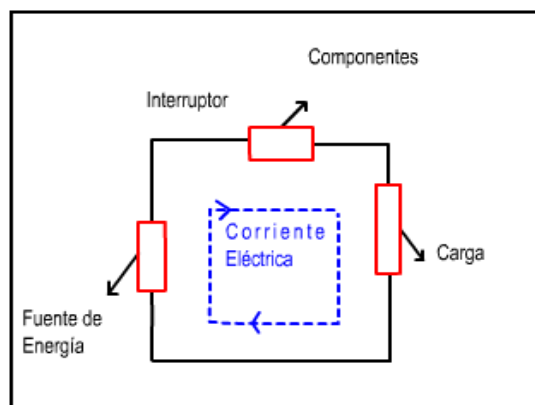 Componentes
Interruptor
Corriente
Eléctrica
Carga
Fuente de
Energía